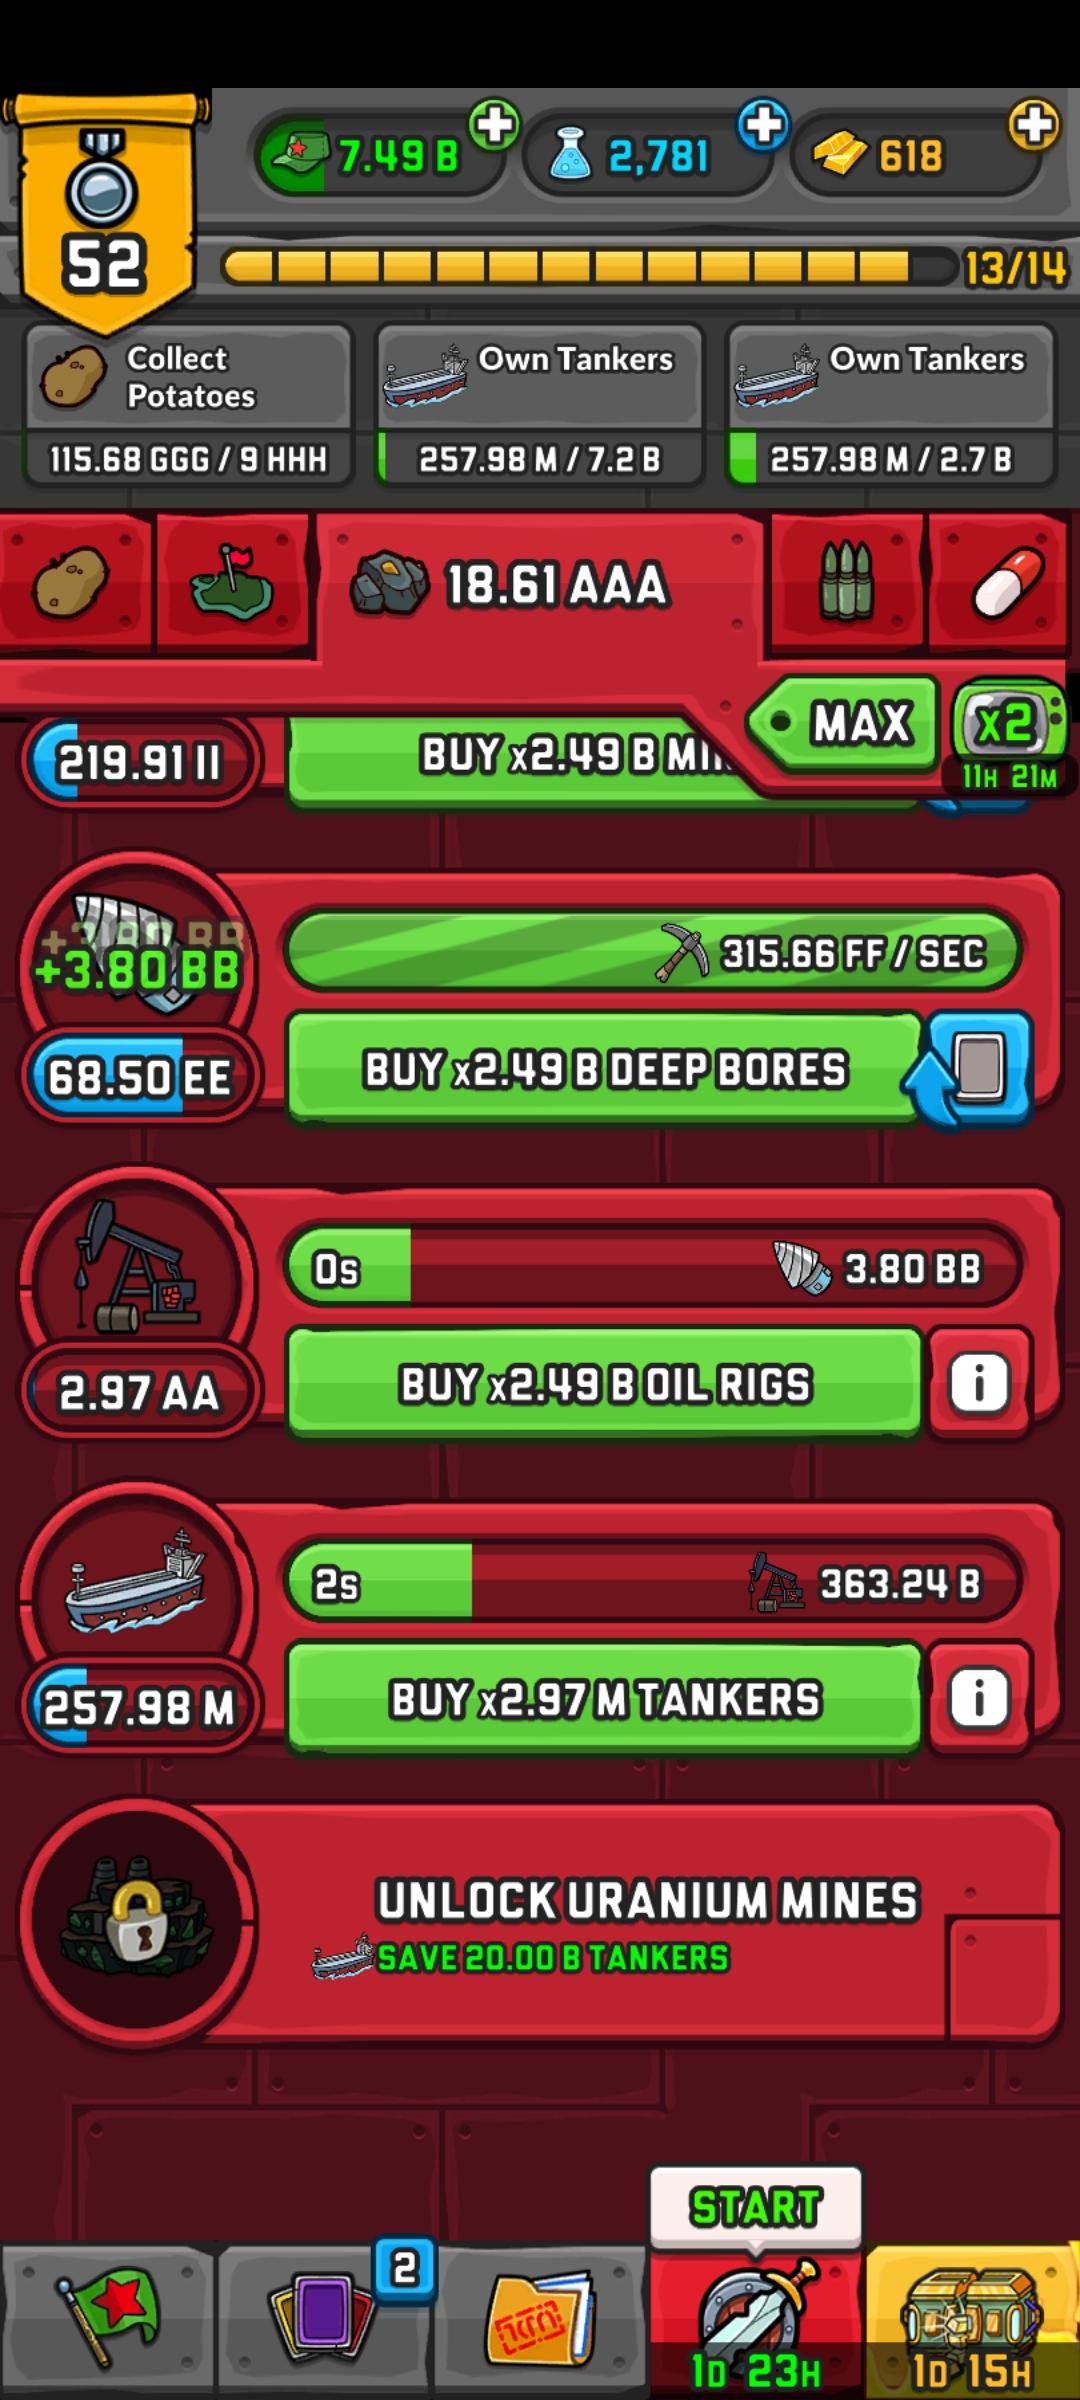 52
7.49 B
2,781
618
13/14
Collect
Potatoes
115.68 GGG / 9 HHH
Own Tankers
257.98 M / 7.2 B
Own Tankers
257.98 M / 2.7 B
18.61 AAA
MAX
x2
11H 21M
219.91 II
BUY x2.49 B
+3.80 BB
+3.80 BB
315.66 FF / SEC
68.50 EE
BUY x2.49 B DEEP BORES
0s
3.80 BB
2.97 AA
BUY x2.49 B OIL RIGS
2s
363.24 B
257.98 M
BUY x2.97 M TANKERS
UNLOCK URANIUM MINES
SAVE 20.00 B TANKERS
START
2
1D 23H
1D 15H